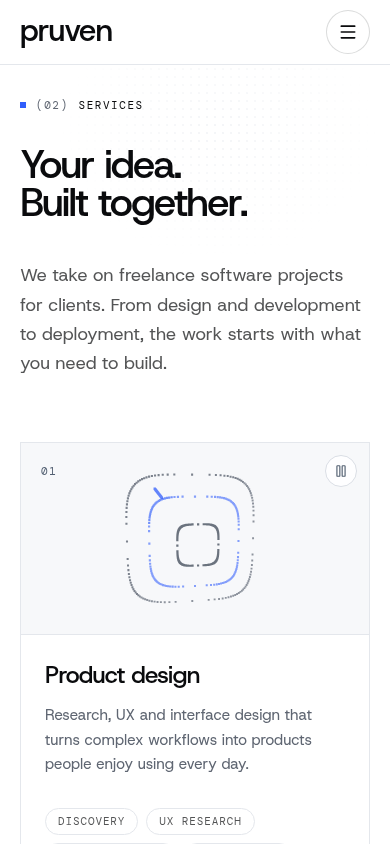 pruven
(02) SERVICES
Your idea.
Built together.
We take on freelance software projects
for clients. From design and development
to deployment, the work starts with what
you need to build.
01
Product design
Research, UX and interface design that
turns complex workflows into products
people enjoy using every day.
DISCOVERY UX RESEARCH